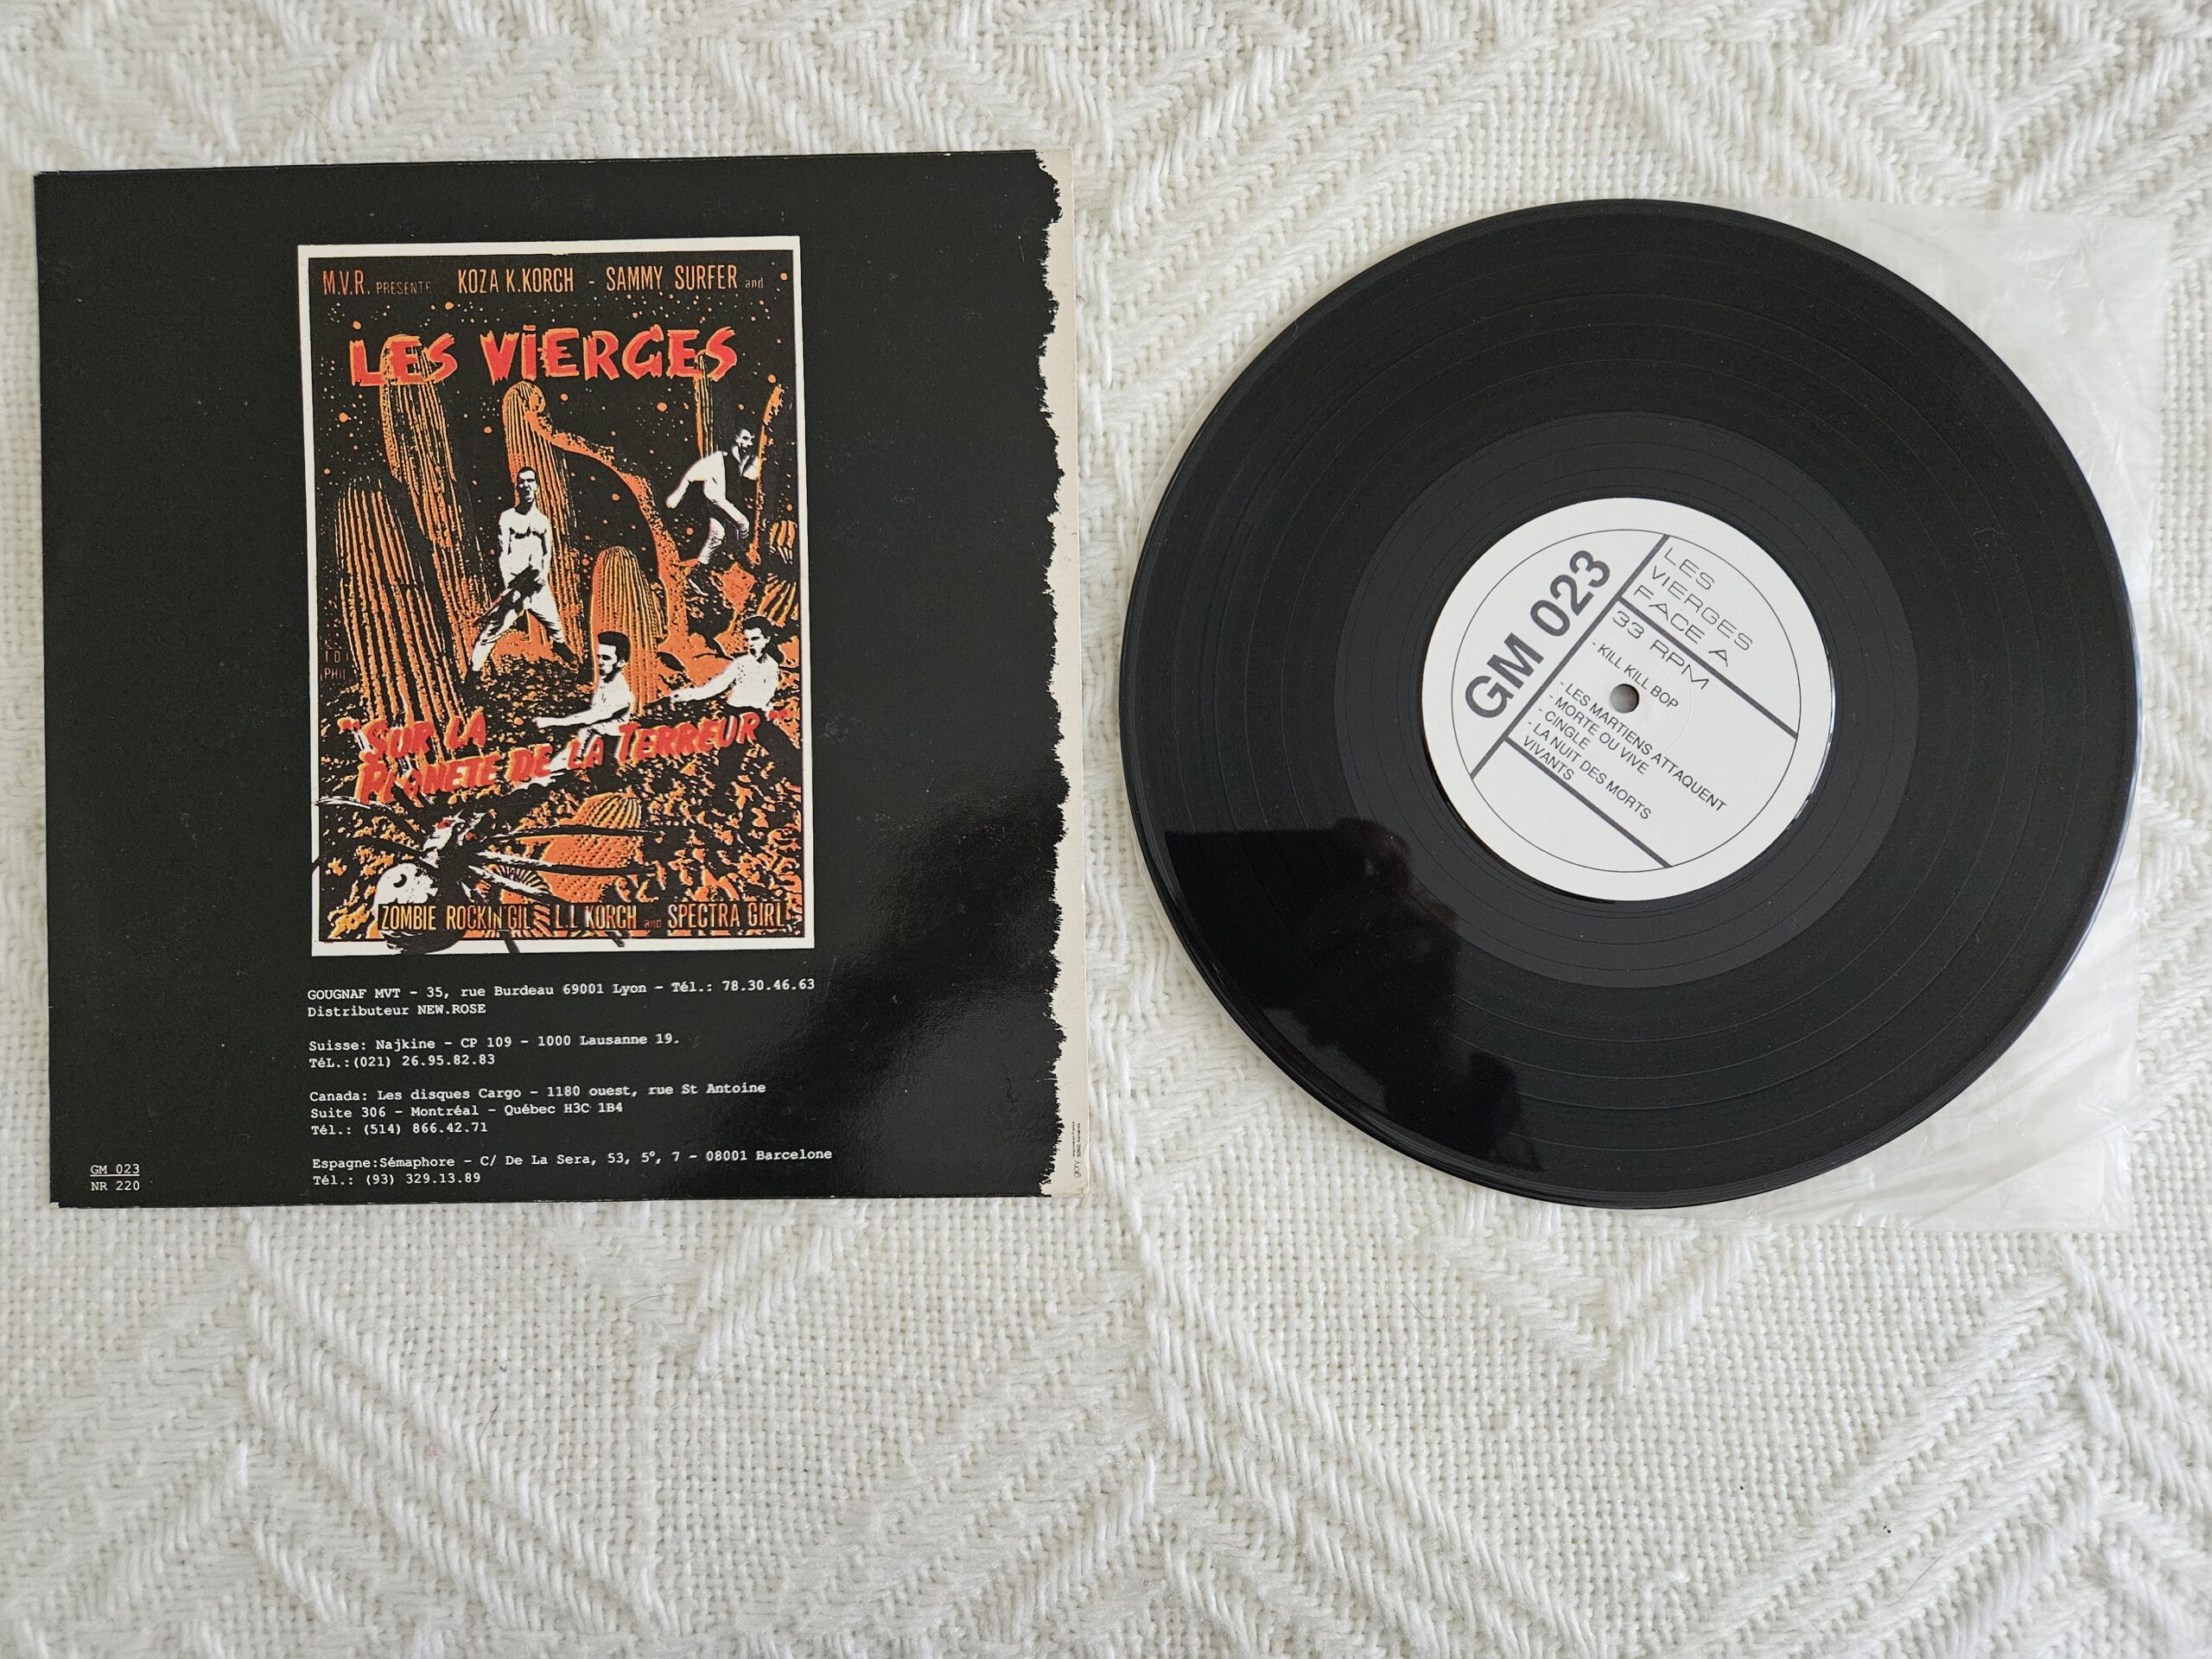 M.V.R. PRESENTE KOZA K.KORCH - SAMMY SURFER and
LES ViERGES
"SUR LA
PLANETE DE LA TERREUR"
ZOMBIE ROCKIN GIL L.L KORCH and SPECTRA GIRL
GOUGNAF MVT - 35, rue Burdeau 69001 Lyon - Tél.: 78.30.46.63
Distributeur NEW.ROSE
Suisse: Najkine - CP 109 - 1000 Lausanne 19.
TéL.:(021) 26.95.82.83
Canada: Les disques Cargo - 1180 ouest, rue St Antoine
Suite 306 - Montréal - Québec H3C 1B4
Tél.: (514) 866.42.71
Espagne:Sémaphore - C/ De La Sera, 53, 5°, 7 - 08001 Barcelone
Tél.: (93) 329.13.89
GM 023
NR 220
GM 023
LES
VIERGES
FACE A
33 RPM
- KILL KILL BOP
- LES MARTIENS ATTAQUENT
- MORTE OU VIVE
- CINGLE
- LA NUIT DES MORTS
VIVANTS